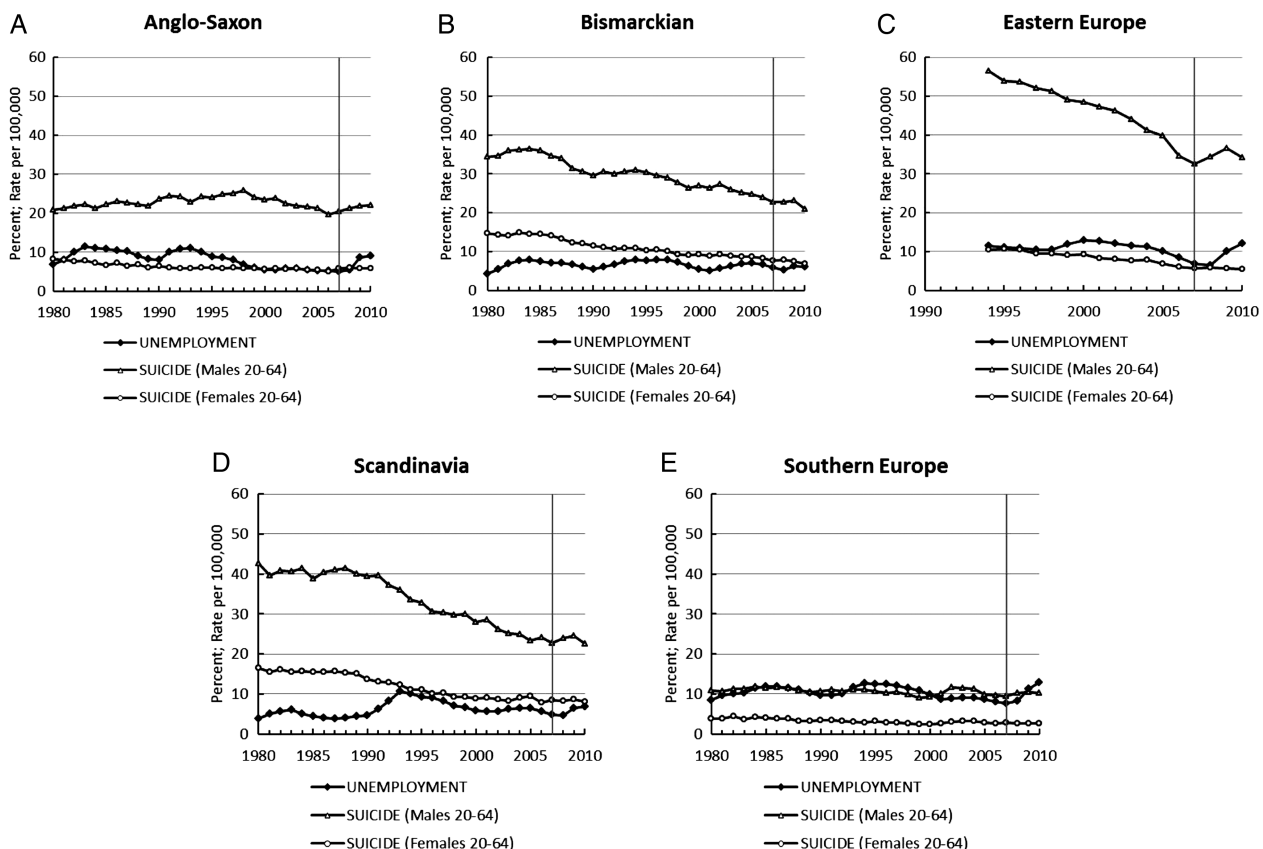 A Anglo-Saxon
Percent; Rate per 100,000
60
50
40
30
20
10
0
1980 1985 1990 1995 2000 2005 2010
UNEMPLOYMENT
SUICIDE (Males 20-64)
SUICIDE (Females 20-64)
B Bismarckian
Percent; Rate per 100,000
60
50
40
30
20
10
0
1980 1985 1990 1995 2000 2005 2010
UNEMPLOYMENT
SUICIDE (Males 20-64)
SUICIDE (Females 20-64)
C Eastern Europe
Percent; Rate per 100,000
60
50
40
30
20
10
0
1990 1995 2000 2005 2010
UNEMPLOYMENT
SUICIDE (Males 20-64)
SUICIDE (Females 20-64)
D Scandinavia
Percent; Rate per 100,000
60
50
40
30
20
10
0
1980 1985 1990 1995 2000 2005 2010
UNEMPLOYMENT
SUICIDE (Males 20-64)
SUICIDE (Females 20-64)
E Southern Europe
Percent; Rate per 100,000
60
50
40
30
20
10
0
1980 1985 1990 1995 2000 2005 2010
UNEMPLOYMENT
SUICIDE (Males 20-64)
SUICIDE (Females 20-64)